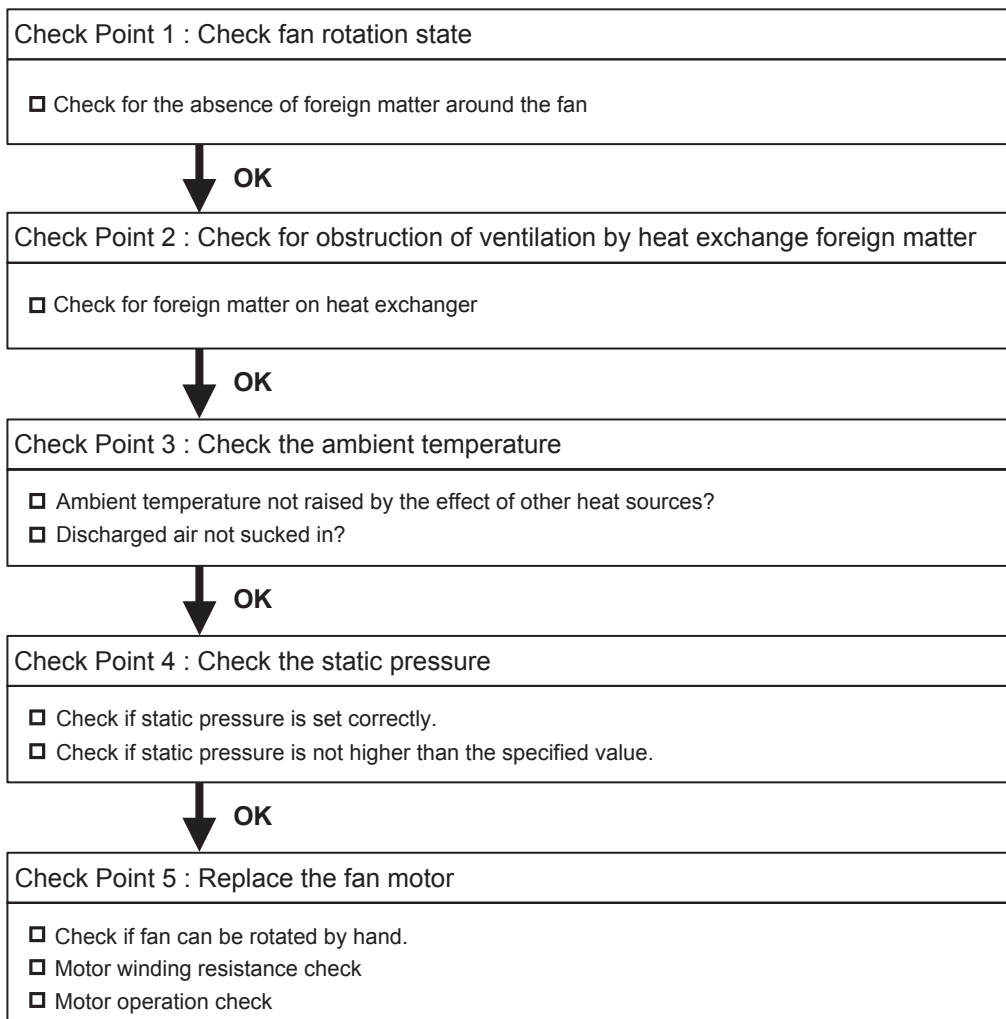 Check Point 1 : Check fan rotation state
Check for the absence of foreign matter around the fan
OK
Check Point 2 : Check for obstruction of ventilation by heat exchange foreign matter
Check for foreign matter on heat exchanger
OK
Check Point 3 : Check the ambient temperature
Ambient temperature not raised by the effect of other heat sources?
Discharged air not sucked in?
OK
Check Point 4 : Check the static pressure
Check if static pressure is set correctly.
Check if static pressure is not higher than the specified value.
OK
Check Point 5 : Replace the fan motor
Check if fan can be rotated by hand.
Motor winding resistance check
Motor operation check